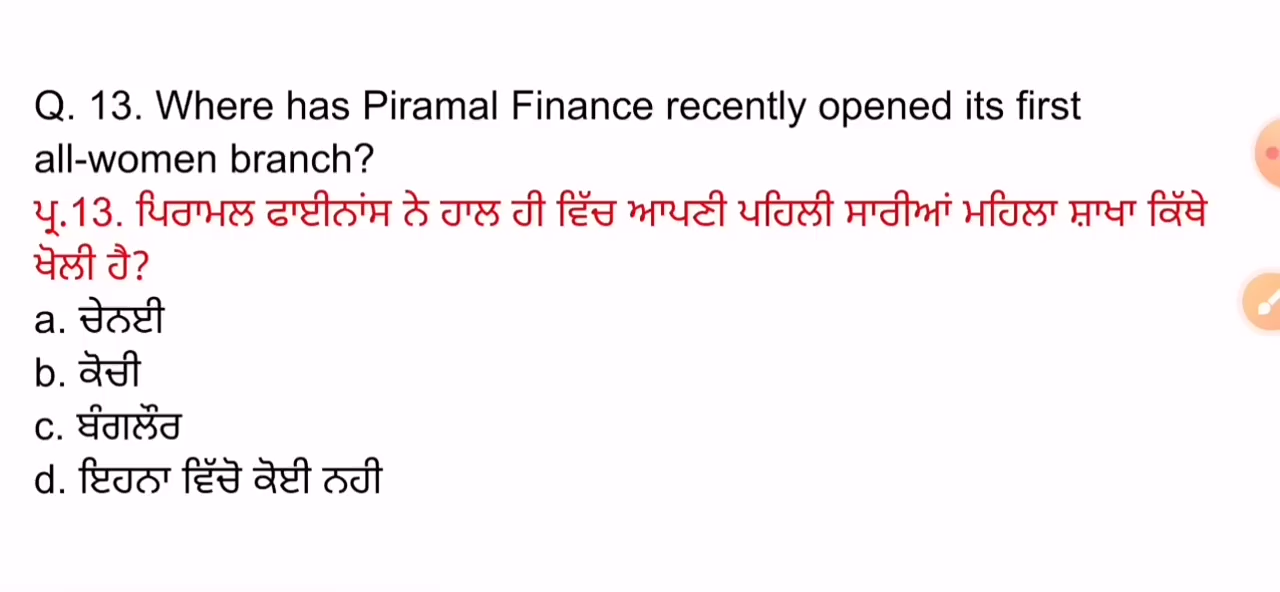 Q. 13. Where has Piramal Finance recently opened its first
all-women branch?
ਪ੍ਰ.13. ਪਿਰਾਮਲ ਫਾਈਨਾਂਸ ਨੇ ਹਾਲ ਹੀ ਵਿੱਚ ਆਪਣੀ ਪਹਿਲੀ ਸਾਰੀਆਂ ਮਹਿਲਾ ਸ਼ਾਖਾ ਕਿੱਥੇ
ਖੋਲੀ ਹੈ?
a. ਚੇਨਈ
b. ਕੋਚੀ
c. ਬੰਗਲੌਰ
d. ਇਹਨਾ ਵਿੱਚੋ ਕੋਈ ਨਹੀ